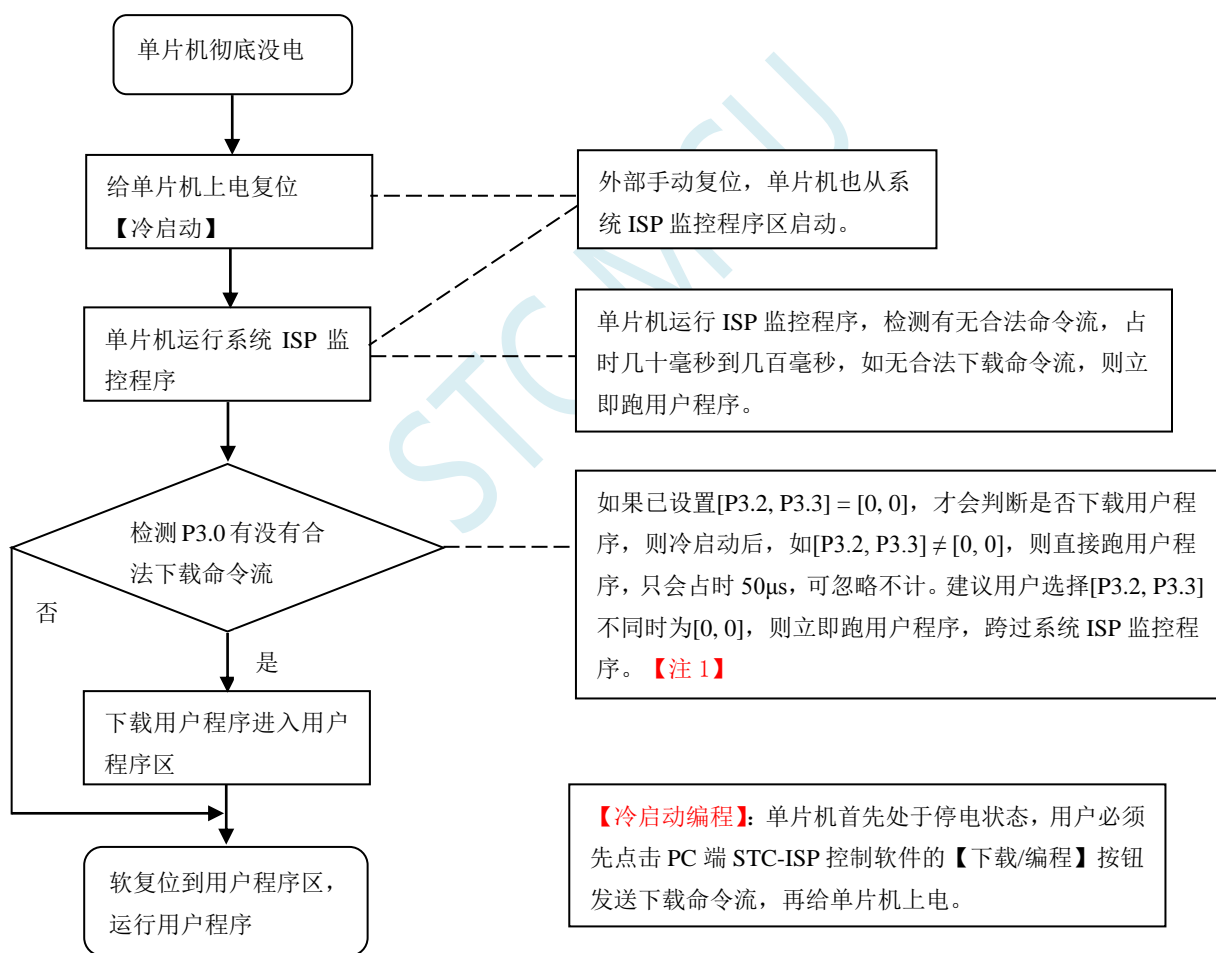 单片机彻底没电
给单片机上电复位
【冷启动】
外部手动复位，单片机也从系
统 ISP 监控程序区启动。
单片机运行系统 ISP 监
控程序
单片机运行 ISP 监控程序，检测有无合法命令流，占
时几十毫秒到几百毫秒，如无合法下载命令流，则立
即跑用户程序。
检测 P3.0 有没有合
法下载命令流
如果已设置[P3.2, P3.3] = [0, 0]，才会判断是否下载用户程
序，则冷启动后，如[P3.2, P3.3] ≠ [0, 0]，则直接跑用户程
序，只会占时 50μs，可忽略不计。建议用户选择[P3.2, P3.3]
不同时为[0, 0]，则立即跑用户程序，跨过系统 ISP 监控程
序。【注 1】
否
是
下载用户程序进入用户
程序区
【冷启动编程】：单片机首先处于停电状态，用户必须
先点击 PC 端 STC-ISP 控制软件的【下载/编程】按钮
发送下载命令流，再给单片机上电。
软复位到用户程序区，
运行用户程序
STC MCU